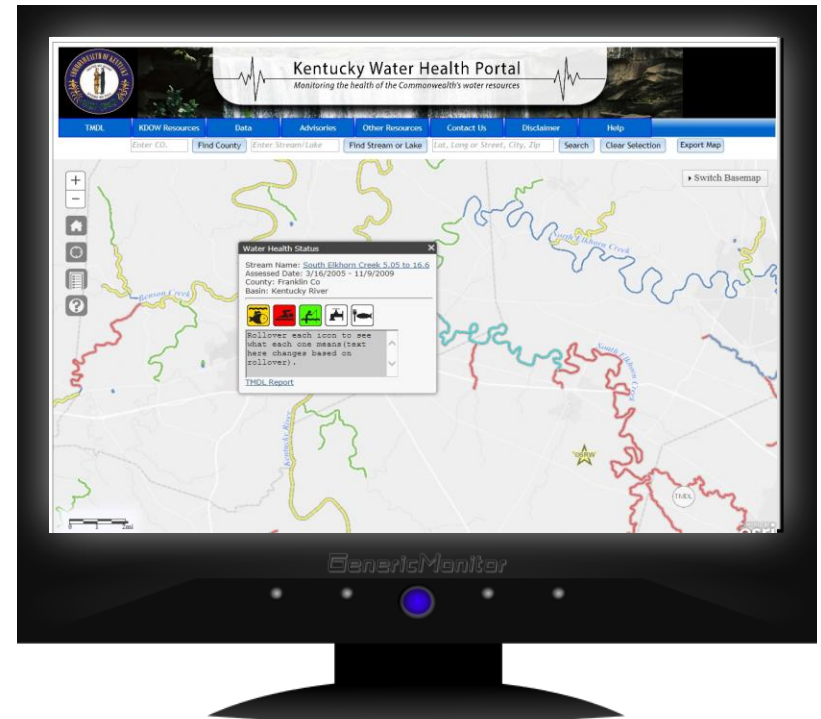 Kentucky Water Health Portal
Monitoring the health of the Commonwealth's water resources
TMDL KDOW Resources Data Advisories Other Resources Contact Us Disclaimer Help
Enter CO. Find County Enter Stream/Lake Find Stream or Lake Lat, Long or Street, City, Zip Search Clear Selection Export Map
+
Switch Basemap
−
South Elkhorn Creek
Water Health Status X
Stream Name: South Elkhorn Creek 5.05 to 16.6
Assessed Date: 3/16/2005 - 11/9/2009
County: Franklin Co
Basin: Kentucky River
Benson Creek
?
Rollover each icon to see
what each one means(text
here changes based on
rollover).
TMDL Report
South Elkhorn Creek
Kentucky River
OSRW
TMDL
0 1 2mi
GenericMonitor